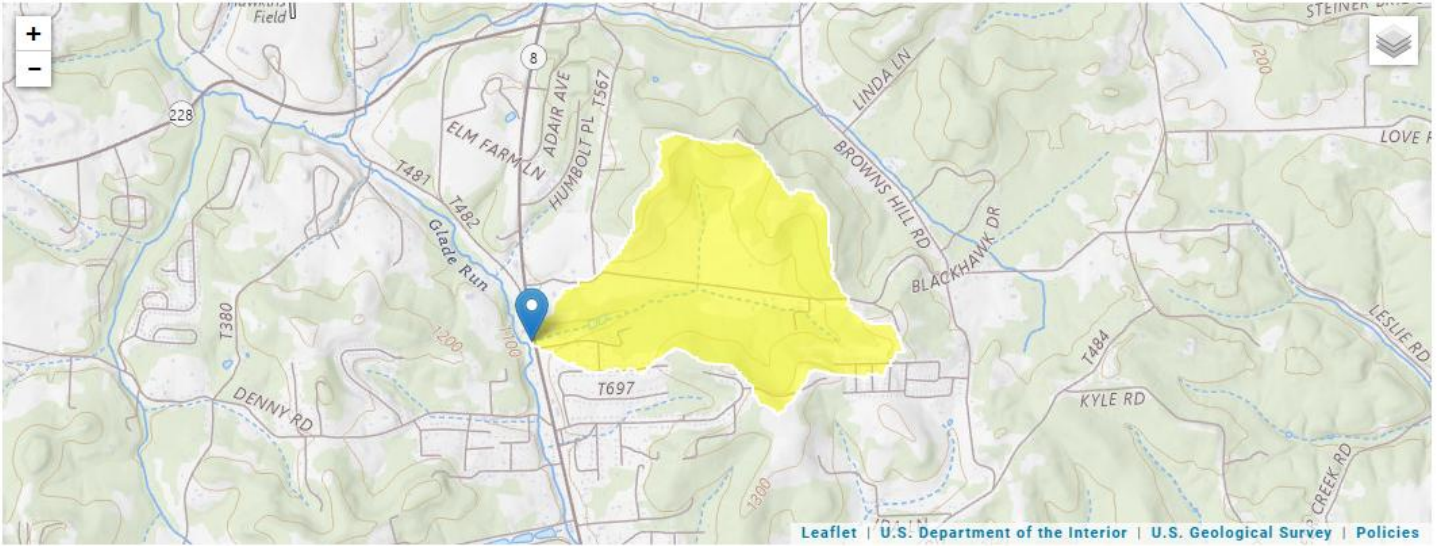 +
−
Field
STEINER
8
1200
228
ADAIR AVE
T567
LINDA LN
ELM FARM LN
HUMBOLT PL
LOVE
T481
T482
BROWNS HILL RD
Glade Run
BLACKHAWK DR
T380
1200
1100
T484
LESLIE RD
T697
DENNY RD
KYLE RD
1300
CREEK RD
Leaflet | U.S. Department of the Interior | U.S. Geological Survey | Policies